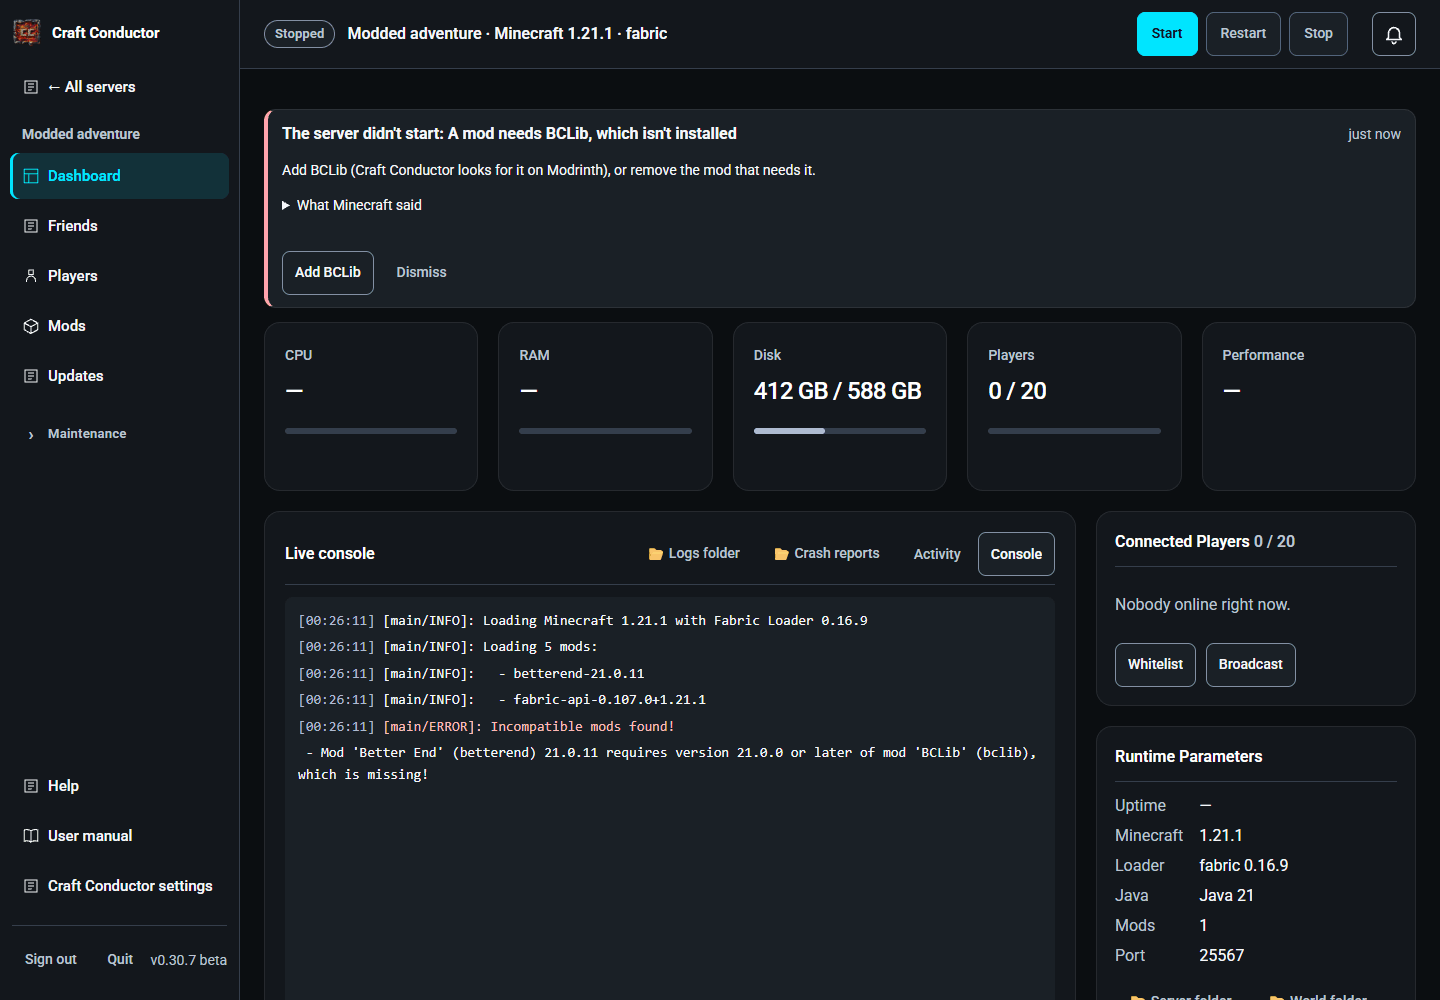 Craft Conductor
← All servers
Modded adventure
Dashboard
Friends
Players
Mods
Updates
› Maintenance
Help
User manual
Craft Conductor settings
Sign out Quit v0.30.7 beta
Stopped Modded adventure · Minecraft 1.21.1 · fabric
Start Restart Stop
The server didn't start: A mod needs BCLib, which isn't installed just now
Add BCLib (Craft Conductor looks for it on Modrinth), or remove the mod that needs it.
▶ What Minecraft said
Add BCLib Dismiss
CPU
—
RAM
—
Disk
412 GB / 588 GB
Players
0 / 20
Performance
—
Live console
Logs folder Crash reports Activity Console
[00:26:11] [main/INFO]: Loading Minecraft 1.21.1 with Fabric Loader 0.16.9
[00:26:11] [main/INFO]: Loading 5 mods:
[00:26:11] [main/INFO]:   - betterend-21.0.11
[00:26:11] [main/INFO]:   - fabric-api-0.107.0+1.21.1
[00:26:11] [main/ERROR]: Incompatible mods found!
 - Mod 'Better End' (betterend) 21.0.11 requires version 21.0.0 or later of mod 'BCLib' (bclib),
which is missing!
Connected Players 0 / 20
Nobody online right now.
Whitelist Broadcast
Runtime Parameters
Uptime —
Minecraft 1.21.1
Loader fabric 0.16.9
Java Java 21
Mods 1
Port 25567
Server folder World folder